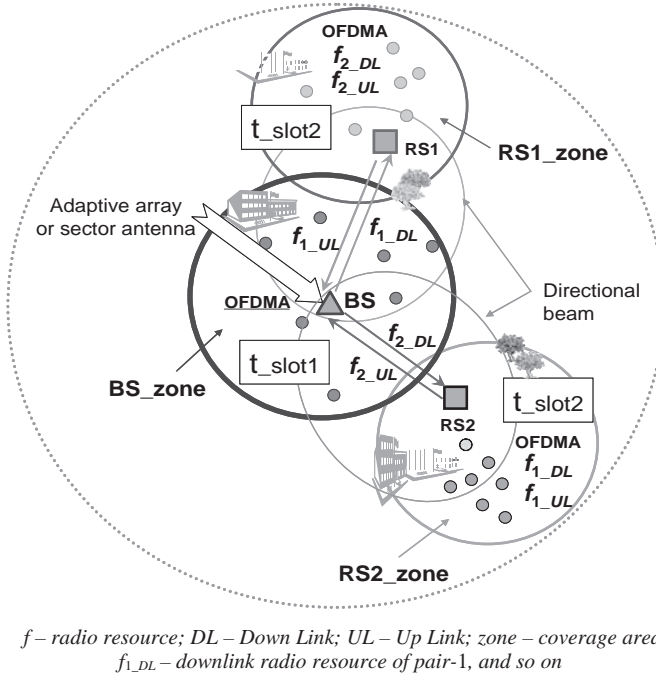 OFDMA
f2_DL
f2_UL
t_slot2
RS1
RS1_zone
Adaptive array
or sector antenna
f1_UL
f1_DL
OFDMA
BS
Directional
beam
f2_DL
t_slot1
f2_UL
BS_zone
t_slot2
RS2
OFDMA
f1_DL
f1_UL
RS2_zone
f – radio resource; DL – Down Link; UL – Up Link; zone – coverage area
f1_DL – downlink radio resource of pair-1, and so on